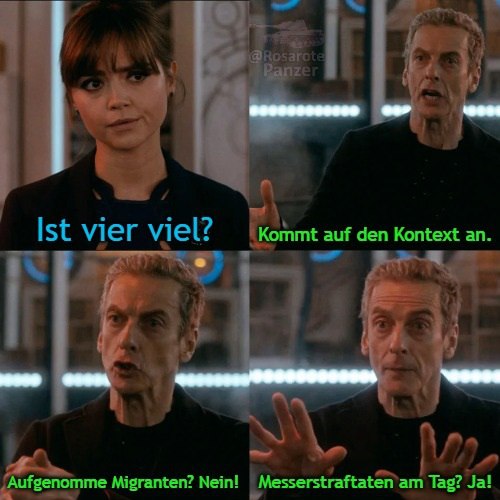 @Rosarote
Panzer
Ist vier viel?
Kommt auf den Kontext an.
Aufgenomme Migranten? Nein!
Messerstraftaten am Tag? Ja!